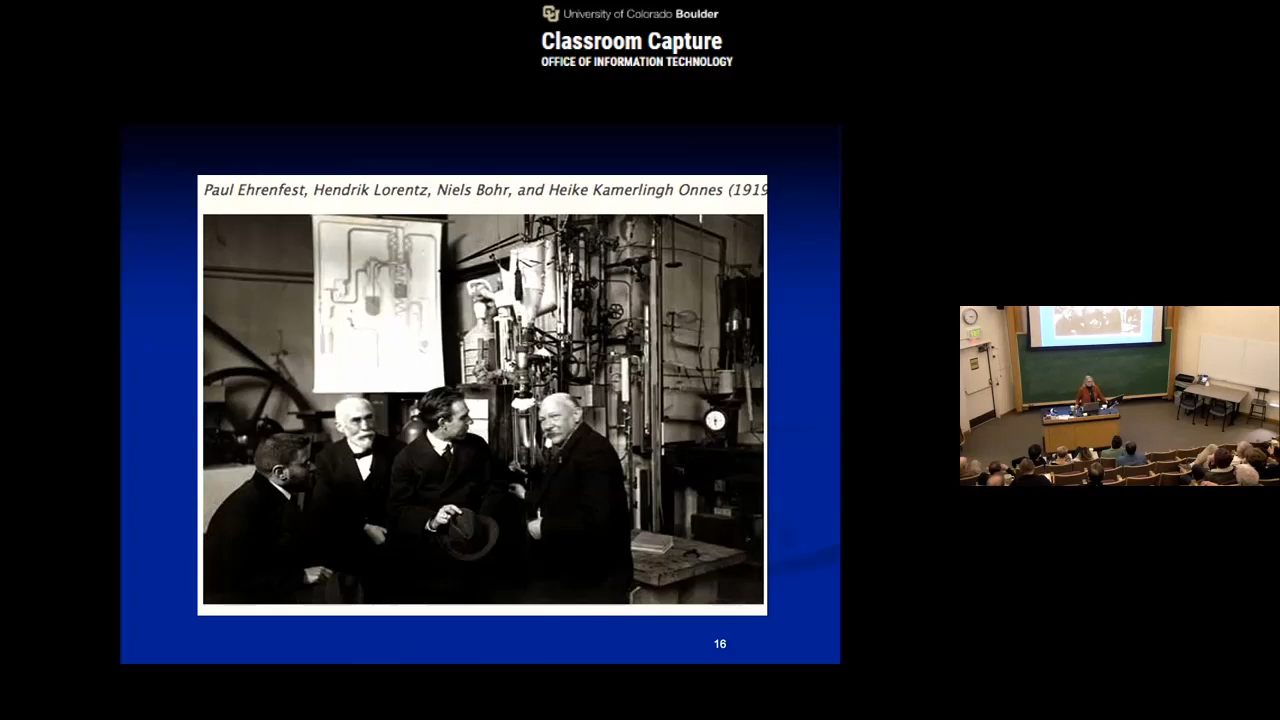 University of Colorado Boulder
Classroom Capture
OFFICE OF INFORMATION TECHNOLOGY
Paul Ehrenfest, Hendrik Lorentz, Niels Bohr, and Heike Kamerlingh Onnes (1919
16